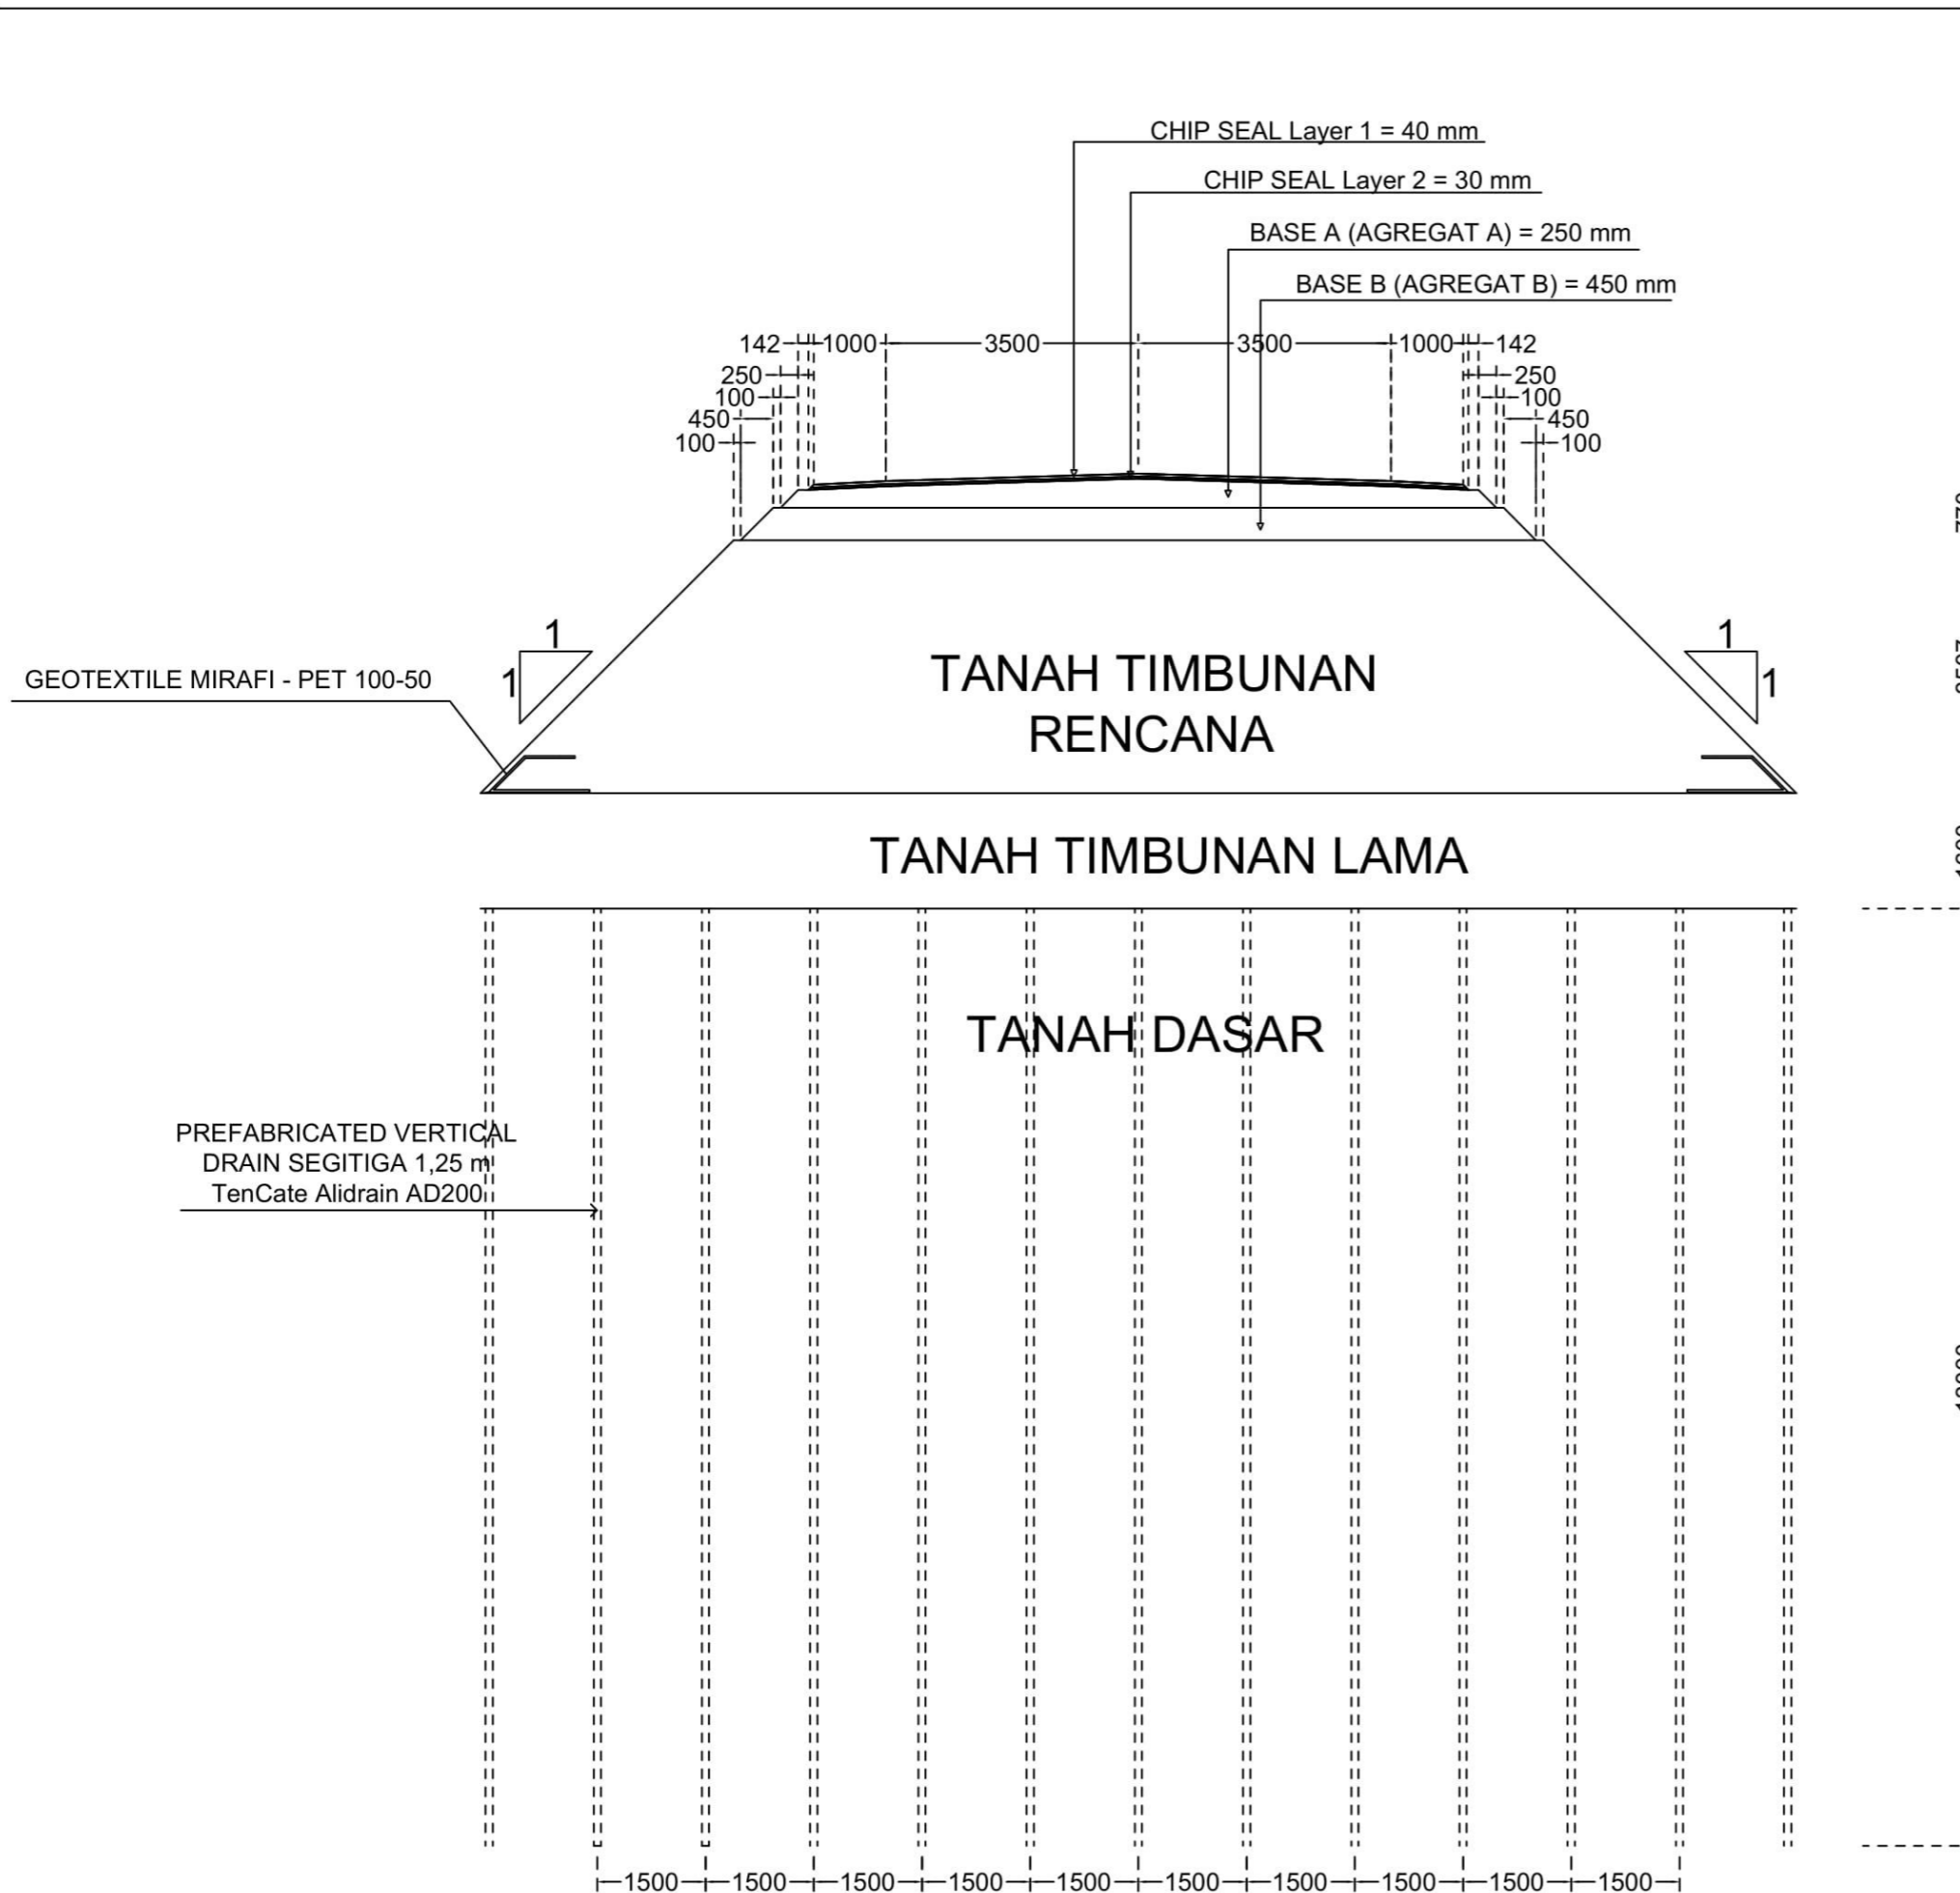 CHIP SEAL Layer 1 = 40 mm
CHIP SEAL Layer 2 = 30 mm
BASE A (AGREGAT A) = 250 mm
BASE B (AGREGAT B) = 450 mm
142 1000 3500 3500 1000 142
250 250
100 100
450 450
100 100
1 1
GEOTEXTILE MIRAFI - PET 100-50
1 1
TANAH TIMBUNAN
RENCANA
TANAH TIMBUNAN LAMA
TANAH DASAR
PREFABRICATED VERTICAL
DRAIN SEGITIGA 1,25 m
TenCate Alidrain AD200
1500 1500 1500 1500 1500 1500 1500 1500 1500 1500